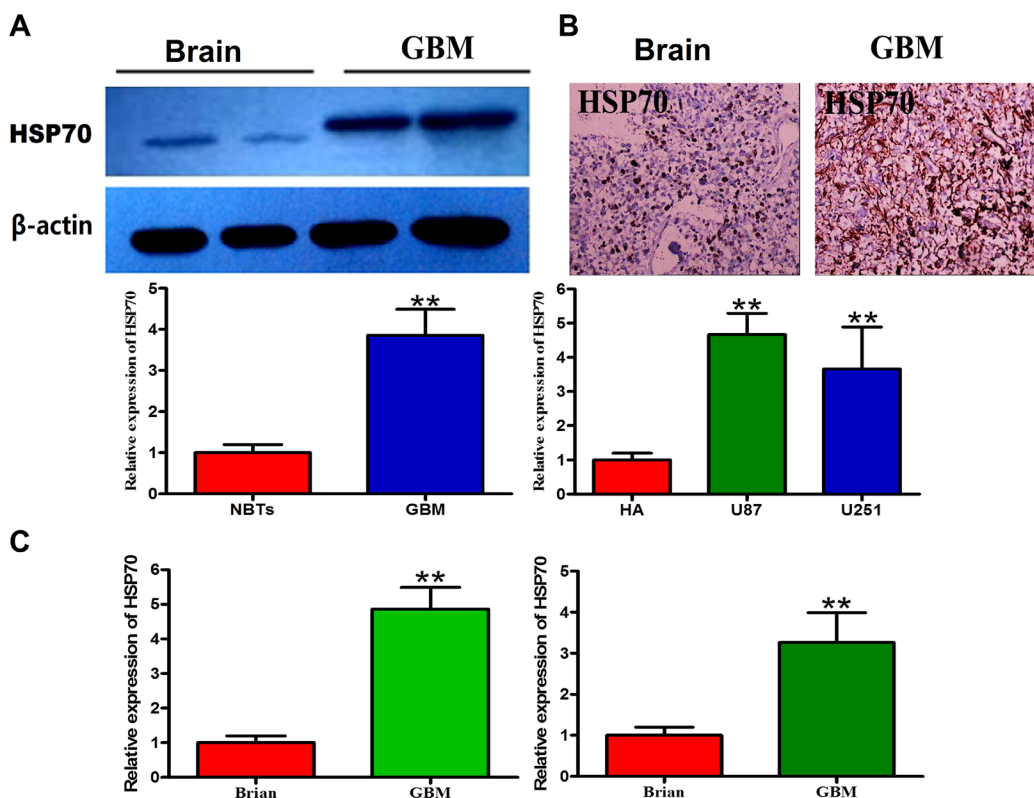 A
Brain GBM
HSP70
β-actin
B
Brain GBM
HSP70 HSP70
Relative expression of HSP70
5
4
3
2
1
0
**
NBTs GBM
Relative expression of HSP70
6
5
4
3
2
1
0
** **
HA U87 U251
C
Relative expression of HSP70
6
5
4
3
2
1
0
**
Brian GBM
Relative expression of HSP70
5
4
3
2
1
0
**
Brian GBM